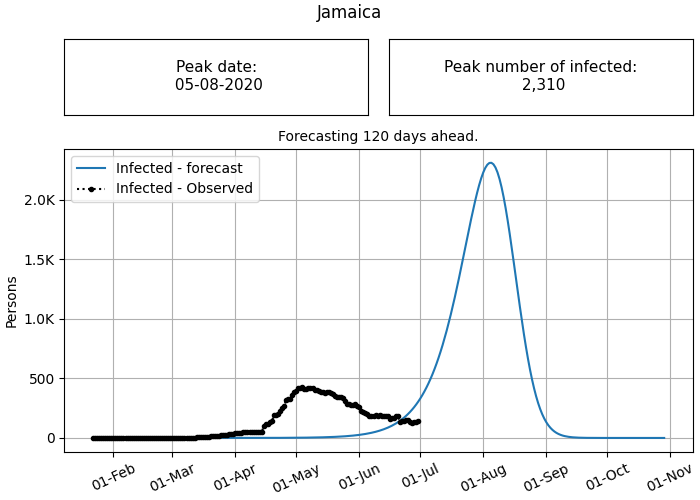 Jamaica
Peak date:
05-08-2020
Peak number of infected:
2,310
Forecasting 120 days ahead.
Infected - forecast
Infected - Observed
Persons
2.0K
1.5K
1.0K
500
0
01-Feb
01-Mar
01-Apr
01-May
01-Jun
01-Jul
01-Aug
01-Sep
01-Oct
01-Nov